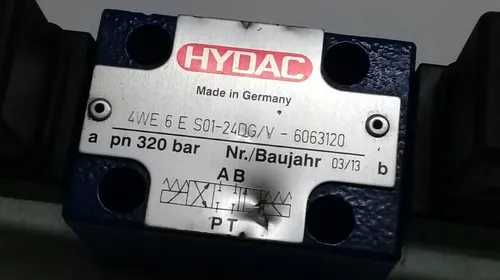 HYDAC
Made in Germany
4WE 6 E S01-24DG/V - 6063120
a pn 320 bar Nr./Baujahr 03/13 b
A B
P T